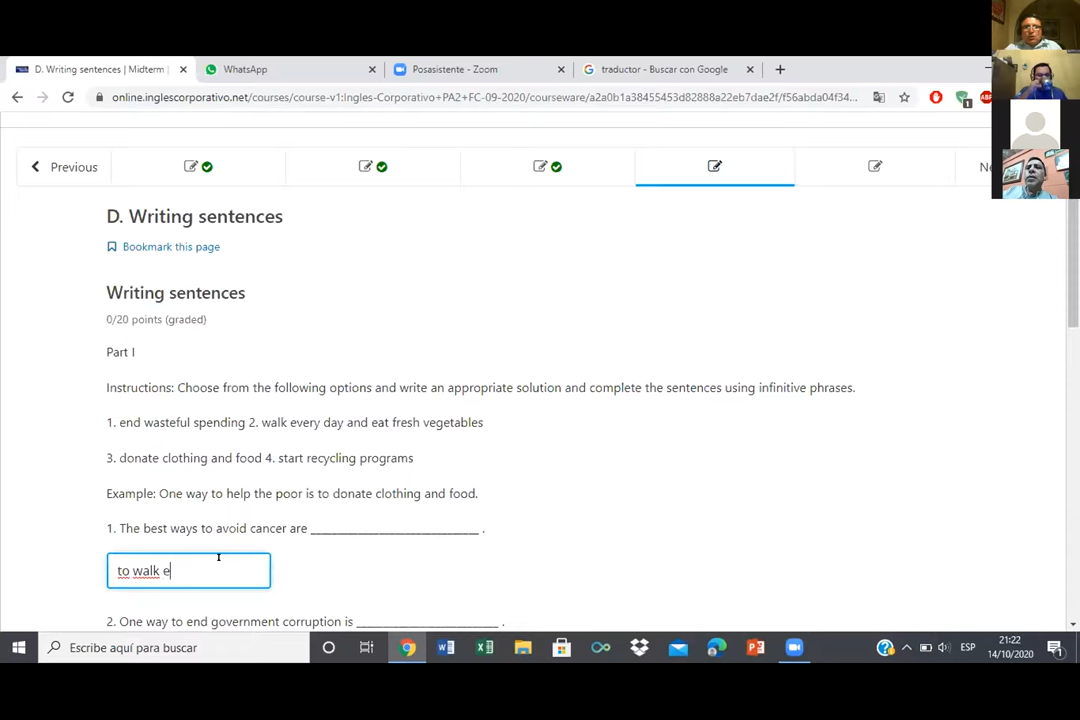 D. Writing sentences | Midterm
WhatsApp
Posasistente - Zoom
traductor - Buscar con Google
online.inglescorporativo.net/courses/course-v1:Ingles-Corporativo+PA2+FC-09-2020/courseware/a2a0b1a38455453d82888a22eb7dae2f/f56abda04f34...
Previous
Ne
D. Writing sentences
Bookmark this page
Writing sentences
0/20 points (graded)
Part I
Instructions: Choose from the following options and write an appropriate solution and complete the sentences using infinitive phrases.
1. end wasteful spending 2. walk every day and eat fresh vegetables
3. donate clothing and food 4. start recycling programs
Example: One way to help the poor is to donate clothing and food.
1. The best ways to avoid cancer are ___________________________ .
to walk e
2. One way to end government corruption is _______________________ .
Escribe aquí para buscar
ESP
21:22
14/10/2020